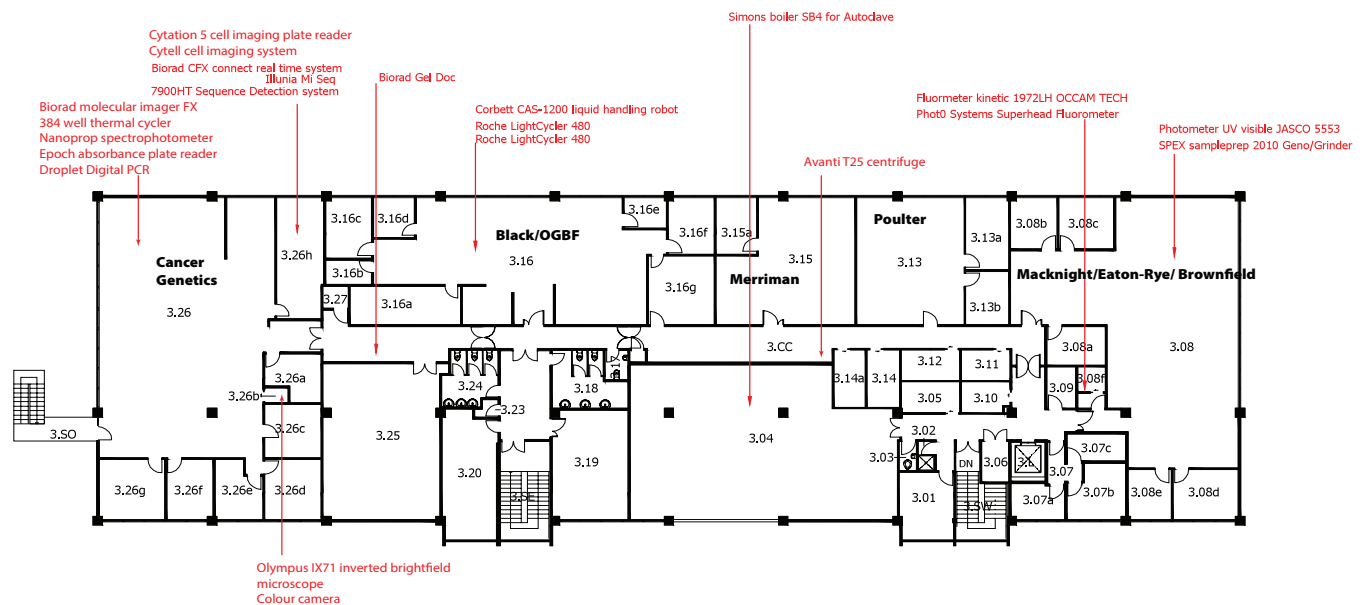 Simons boiler SB4 for Autoclave
Cytation 5 cell imaging plate reader
Cytell cell imaging system
Biorad CFX connect real time system
Illunia Mi Seq
7900HT Sequence Detection system
Biorad Gel Doc
Biorad molecular imager FX
384 well thermal cycler
Nanoprop spectrophotometer
Epoch absorbance plate reader
Droplet Digital PCR
Corbett CAS-1200 liquid handling robot
Roche LightCycler 480
Roche LightCycler 480
Fluormeter kinetic 1972LH OCCAM TECH
Phot0 Systems Superhead Fluorometer
Photometer UV visible JASCO 5553
SPEX sampleprep 2010 Geno/Grinder
Avanti T25 centrifuge
3.16c
3.16d
3.16e
3.16f
3.15a
Poulter
3.08b
3.08c
Black/OGBF
3.16
3.15
3.13
3.13a
3.26h
Cancer
Genetics
3.26
3.16b
3.16g
Merriman
Macknight/Eaton-Rye/ Brownfield
3.27
3.16a
3.13b
3.CC
3.08a
3.08
3.26a
3.26b
3.24
3.18
3.14a
3.14
3.12
3.11
3.08f
3.09
3.05
3.10
3.23
3.26c
3.SO
3.25
3.04
3.02
3.03
DN
3.06
3.07c
3.07
3.20
3.19
3.26g
3.26f
3.26e
3.26d
3.SE
3.01
3.SW
3.07a
3.07b
3.08e
3.08d
Olympus IX71 inverted brightfield
microscope
Colour camera